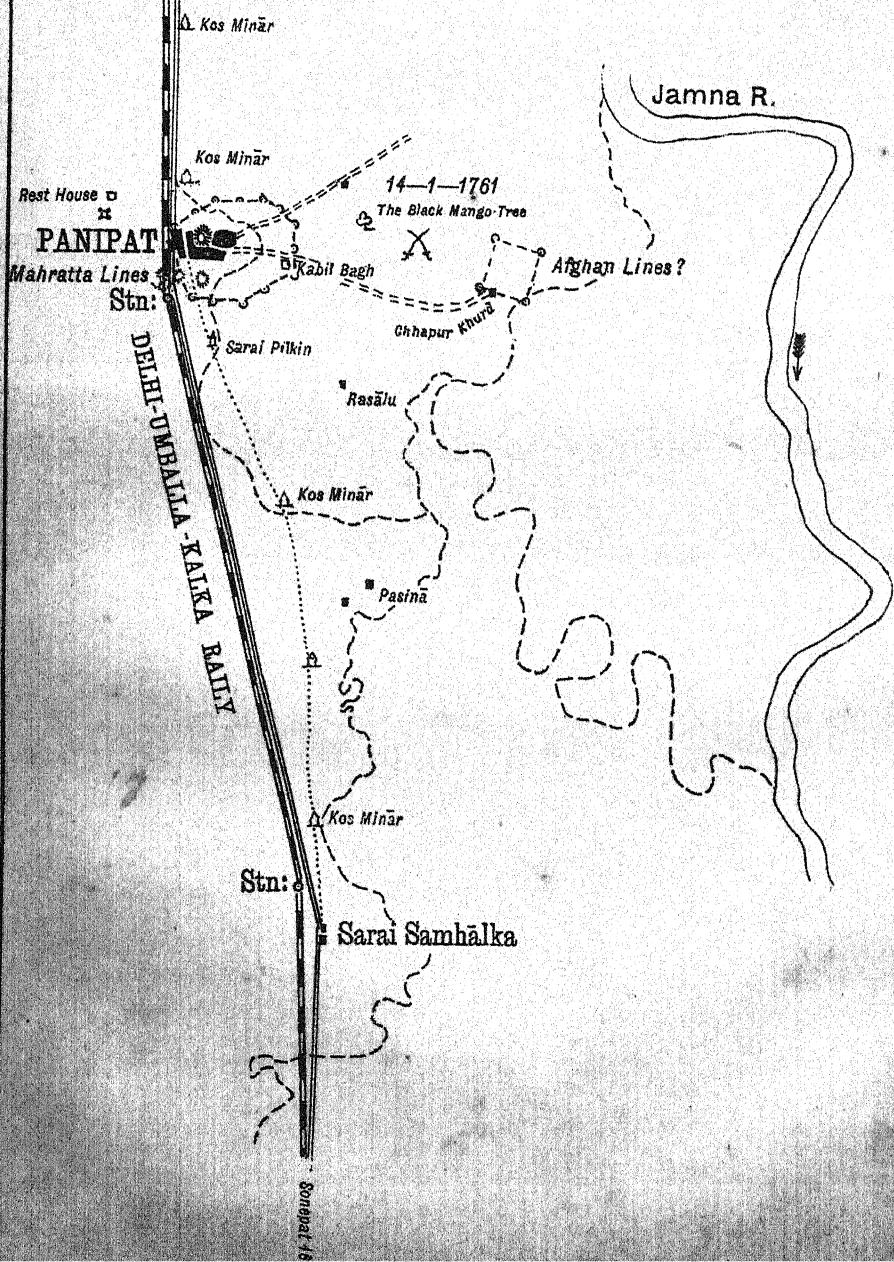 Kos Minār
Jamna R.
Kos Minār
Rest House
14—1—1761
The Black Mango-Tree
PANIPAT
Mahratta Lines
Kabil Bagh
Afghan Lines?
Stn:
Chhapur Khurd
Sarai Pilkin
DELHI-UMBALLA-KALKA RAILY
Rasālu
Kos Minār
Pasinā
Kos Minār
Stn:
Sarai Samhālka
Sonepat